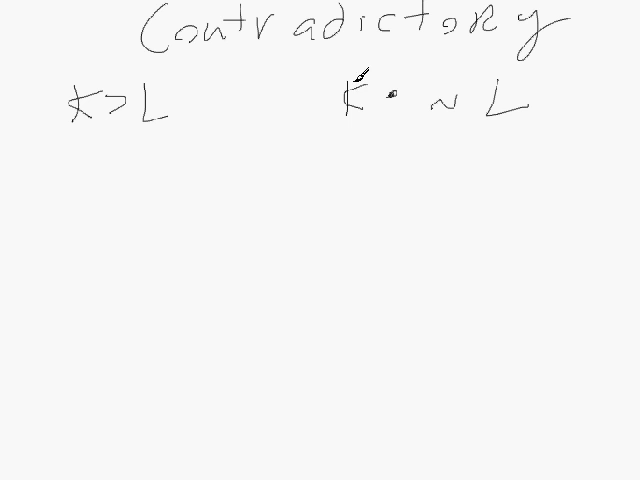 Contradictory
K > L K • ~ L